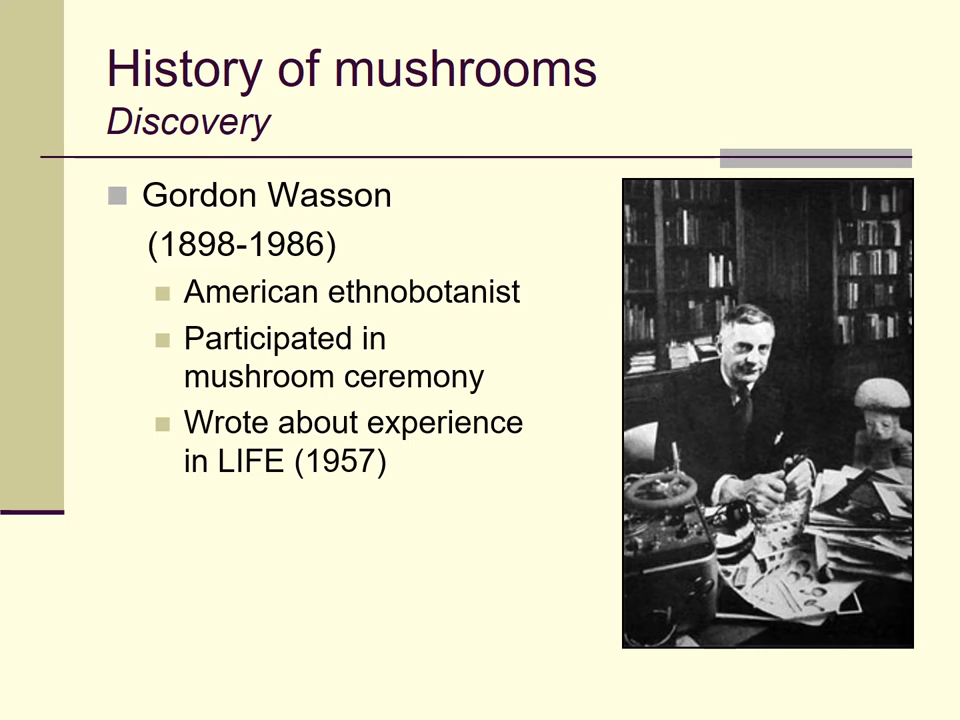 History of mushrooms
Discovery
Gordon Wasson
(1898-1986)
American ethnobotanist
Participated in
mushroom ceremony
Wrote about experience
in LIFE (1957)